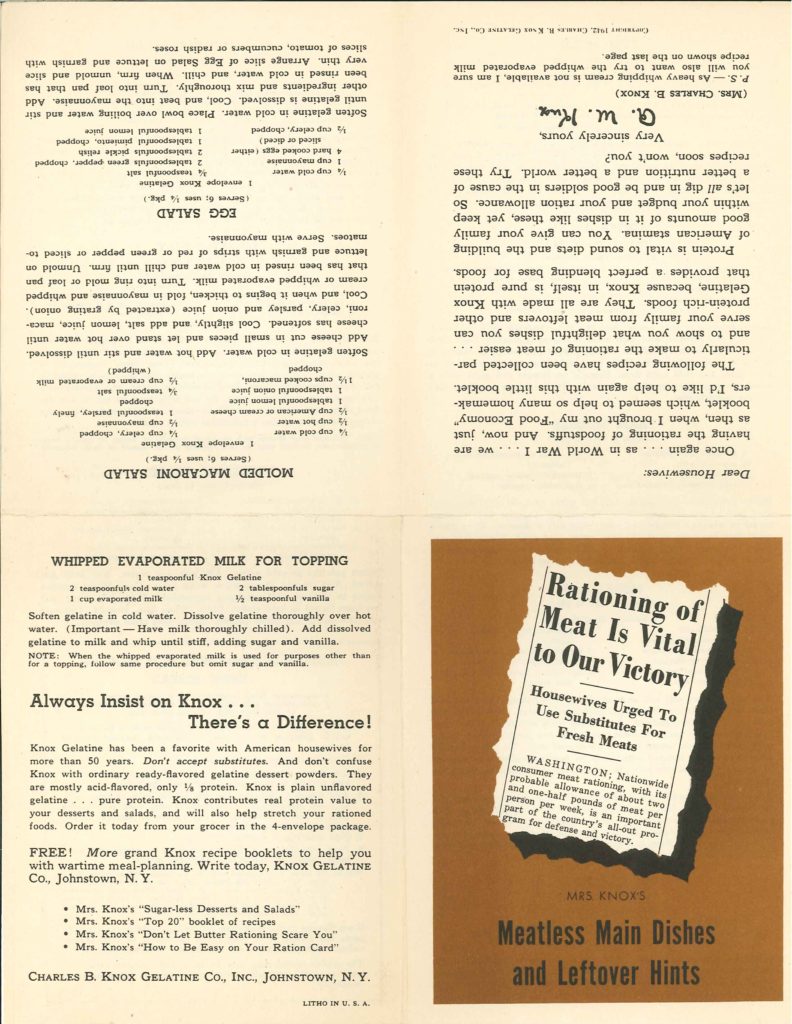 Rationing of
Meat Is Vital
to Our Victory
Housewives Urged To
Use Substitutes For
Fresh Meats
WASHINGTON; Nationwide
consumer meat rationing, with its
probable allowance of about two
and one-half pounds of meat per
person per week, is an important
part of the country's all-out pro-
gram for defense and victory.
MRS. KNOX'S
Meatless Main Dishes
and Leftover Hints
Dear Housewives:
Once again . . . as in World War I . . . we are
having the rationing of foodstuffs. And now, just
as then, when I brought out my "Food Economy"
booklet, which seemed to help so many homemak-
ers, I'd like to help again with this little booklet.
The following recipes have been collected par-
ticularly to make the rationing of meat easier . . .
and to show you what delightful dishes you can
serve your family from meat leftovers and other
protein-rich foods. They are all made with Knox
Gelatine, because Knox, in itself, is pure protein
that provides a perfect blending base for foods.
Protein is vital to sound diets and the building
of American stamina. You can give your family
good amounts of it in dishes like these, yet keep
within your budget and your ration allowance. So
let's all dig in and be good soldiers in the cause of
a better nutrition and a better world. Try these
recipes soon, won't you?
Very sincerely yours,
(MRS. CHARLES B. KNOX)
P. S. — As heavy whipping cream is not available, I am sure
you will also want to try the whipped evaporated milk
recipe shown on the last page.
COPYRIGHT 1942, CHARLES B. KNOX GELATINE CO., INC.
MOLDED MACARONI SALAD
(Serves 6; uses ¼ pkg.)
1 envelope Knox Gelatine
¼ cup cold water
½ cup hot water
½ cup American or cream cheese
1 tablespoonful lemon juice
1 tablespoonful onion juice
1½ cups cooked macaroni,
chopped
¼ cup celery, chopped
½ cup mayonnaise
1 teaspoonful parsley, finely
chopped
¾ teaspoonful salt
½ cup cream or evaporated milk
(whipped)
Soften gelatine in cold water. Add hot water and stir until dissolved.
Add cheese cut in small pieces and let stand over hot water until
cheese has softened. Cool slightly, and add salt, lemon juice, maca-
roni, celery, parsley and onion juice (extracted by grating onion).
Cool, and when it begins to thicken, fold in mayonnaise and whipped
cream or whipped evaporated milk. Turn into ring mold or loaf pan
that has been rinsed in cold water and chill until firm. Unmold on
lettuce and garnish with strips of red or green pepper or sliced to-
matoes. Serve with mayonnaise.
EGG SALAD
(Serves 6; uses ¼ pkg.)
1 envelope Knox Gelatine
¼ cup cold water
1 cup mayonnaise
4 hard cooked eggs (either
sliced or diced)
½ cup celery, chopped
¾ teaspoonful salt
2 tablespoonfuls green pepper, chopped
2 tablespoonfuls pickle relish
1 tablespoonful pimiento, chopped
1 tablespoonful lemon juice
Soften gelatine in cold water. Place bowl over boiling water and stir
until gelatine is dissolved. Cool, and beat into the mayonnaise. Add
other ingredients and mix thoroughly. Turn into loaf pan that has
been rinsed in cold water, and chill. When firm, unmold and slice
very thin. Arrange slice of Egg Salad on lettuce and garnish with
slices of tomato, cucumbers or radish roses.
WHIPPED EVAPORATED MILK FOR TOPPING
1 teaspoonful Knox Gelatine
2 teaspoonfuls cold water 2 tablespoonfuls sugar
1 cup evaporated milk ½ teaspoonful vanilla
Soften gelatine in cold water. Dissolve gelatine thoroughly over hot
water. (Important — Have milk thoroughly chilled). Add dissolved
gelatine to milk and whip until stiff, adding sugar and vanilla.
NOTE: When the whipped evaporated milk is used for purposes other than
for a topping, follow same procedure but omit sugar and vanilla.
Always Insist on Knox . . .
There's a Difference!
Knox Gelatine has been a favorite with American housewives for
more than 50 years. Don't accept substitutes. And don't confuse
Knox with ordinary ready-flavored gelatine dessert powders. They
are mostly acid-flavored, only ⅛ protein. Knox is plain unflavored
gelatine . . . pure protein. Knox contributes real protein value to
your desserts and salads, and will also help stretch your rationed
foods. Order it today from your grocer in the 4-envelope package.
FREE! More grand Knox recipe booklets to help you
with wartime meal-planning. Write today, KNOX GELATINE
CO., Johnstown, N. Y.
• Mrs. Knox's "Sugar-less Desserts and Salads"
• Mrs. Knox's "Top 20" booklet of recipes
• Mrs. Knox's "Don't Let Butter Rationing Scare You"
• Mrs. Knox's "How to Be Easy on Your Ration Card"
CHARLES B. KNOX GELATINE CO., INC., JOHNSTOWN, N. Y.
LITHO IN U. S. A.